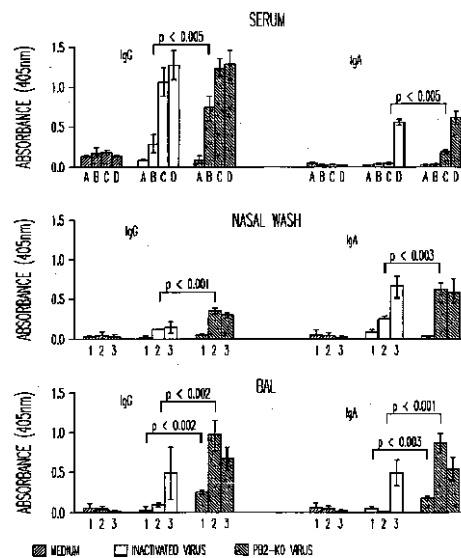 SERUM
IgG
p < 0.005
IgA
p < 0.005
ABSORBANCE (405nm)
1.5
1.0
0.5
0.0
A B C D A B C D A B C D A B C D A B C D A B C D
NASAL WASH
IgG
p < 0.001
IgA
p < 0.003
ABSORBANCE (405nm)
1.5
1.0
0.5
0.0
1 2 3 1 2 3 1 2 3 1 2 3 1 2 3 1 2 3
BAL
IgG
p < 0.002
p < 0.002
IgA
p < 0.001
p < 0.003
ABSORBANCE (405nm)
1.5
1.0
0.5
0.0
1 2 3 1 2 3 1 2 3 1 2 3 1 2 3 1 2 3
MEDIUM INACTIVATED VIRUS PB2-KO VIRUS